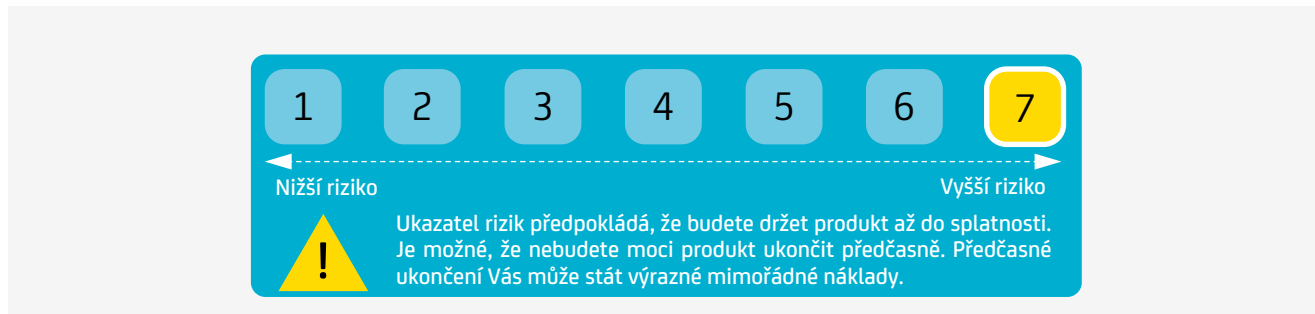 1 2 3 4 5 6 7
Nižší riziko Vyšší riziko
Ukazatel rizik předpokládá, že budete držet produkt až do splatnosti.
Je možné, že nebudete moci produkt ukončit předčasně. Předčasné
ukončení Vás může stát výrazné mimořádné náklady.
!